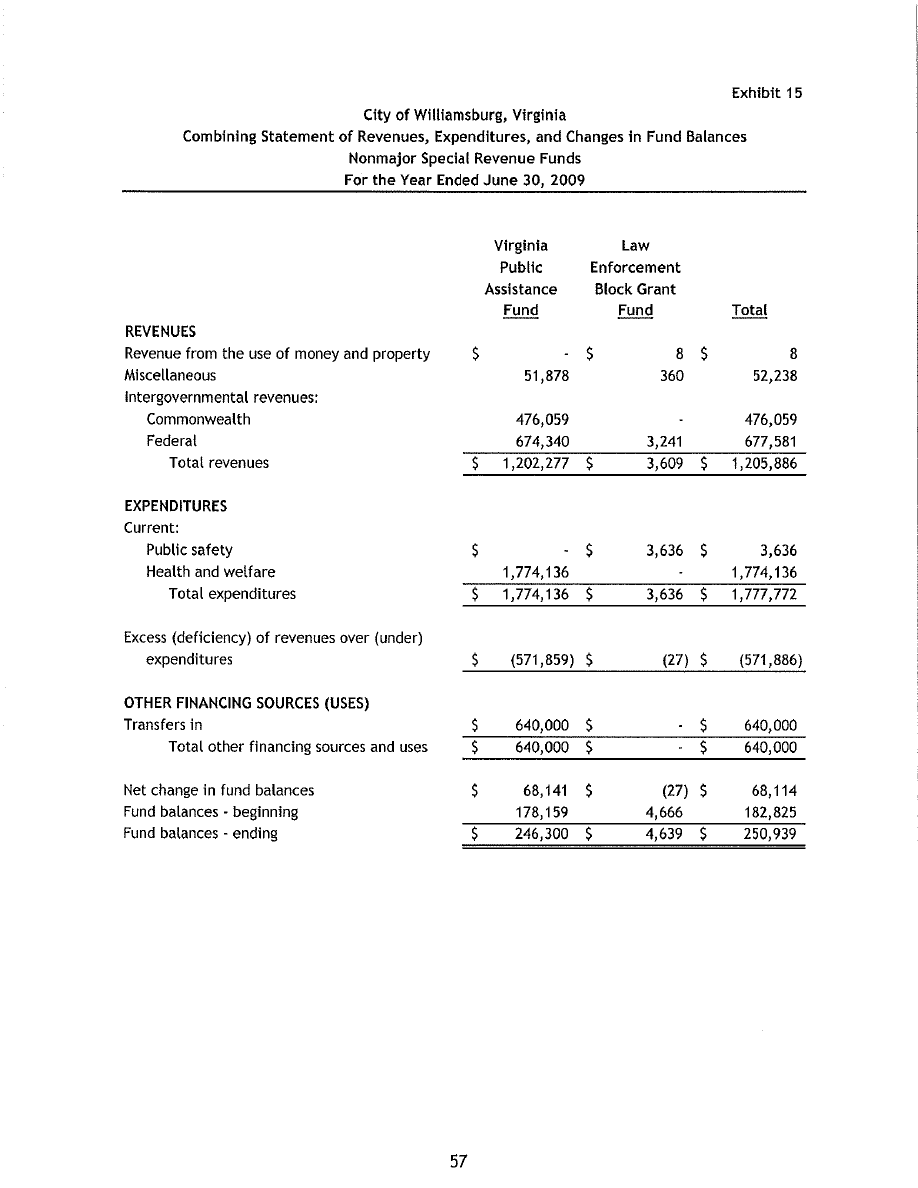 Exhibit 15
City of Williamsburg, Virginia
Combining Statement of Revenues, Expenditures, and Changes in Fund Balances
Nonmajor Special Revenue Funds
For the Year Ended June 30, 2009
Virginia Law
Public Enforcement
Assistance Block Grant
Fund Fund Total
REVENUES
Revenue from the use of money and property $ - $ 8 $ 8
Miscellaneous 51,878 360 52,238
Intergovernmental revenues:
Commonwealth 476,059 - 476,059
Federal 674,340 3,241 677,581
Total revenues $ 1,202,277 $ 3,609 $ 1,205,886
EXPENDITURES
Current:
Public safety $ - $ 3,636 $ 3,636
Health and welfare 1,774,136 - 1,774,136
Total expenditures $ 1,774,136 $ 3,636 $ 1,777,772
Excess (deficiency) of revenues over (under)
expenditures $ (571,859) $ (27) $ (571,886)
OTHER FINANCING SOURCES (USES)
Transfers in $ 640,000 $ - $ 640,000
Total other financing sources and uses $ 640,000 $ - $ 640,000
Net change in fund balances $ 68,141 $ (27) $ 68,114
Fund balances - beginning 178,159 4,666 182,825
Fund balances - ending $ 246,300 $ 4,639 $ 250,939
57